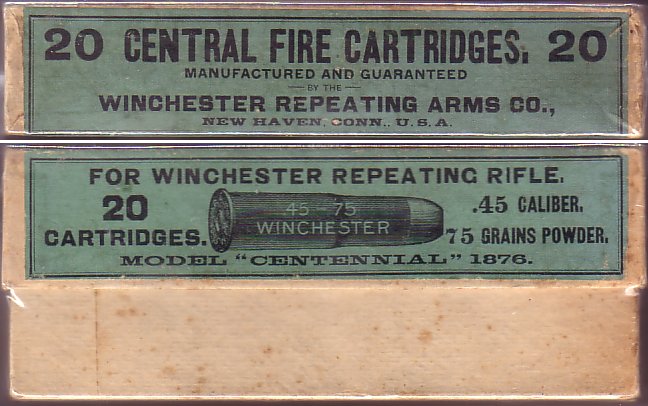 20 CENTRAL FIRE CARTRIDGES. 20
MANUFACTURED AND GUARANTEED
—BY THE—
WINCHESTER REPEATING ARMS CO.,
NEW HAVEN, CONN., U.S.A.
FOR WINCHESTER REPEATING RIFLE.
20
CARTRIDGES.
45-75
WINCHESTER
.45 CALIBER.
75 GRAINS POWDER.
MODEL "CENTENNIAL" 1876.